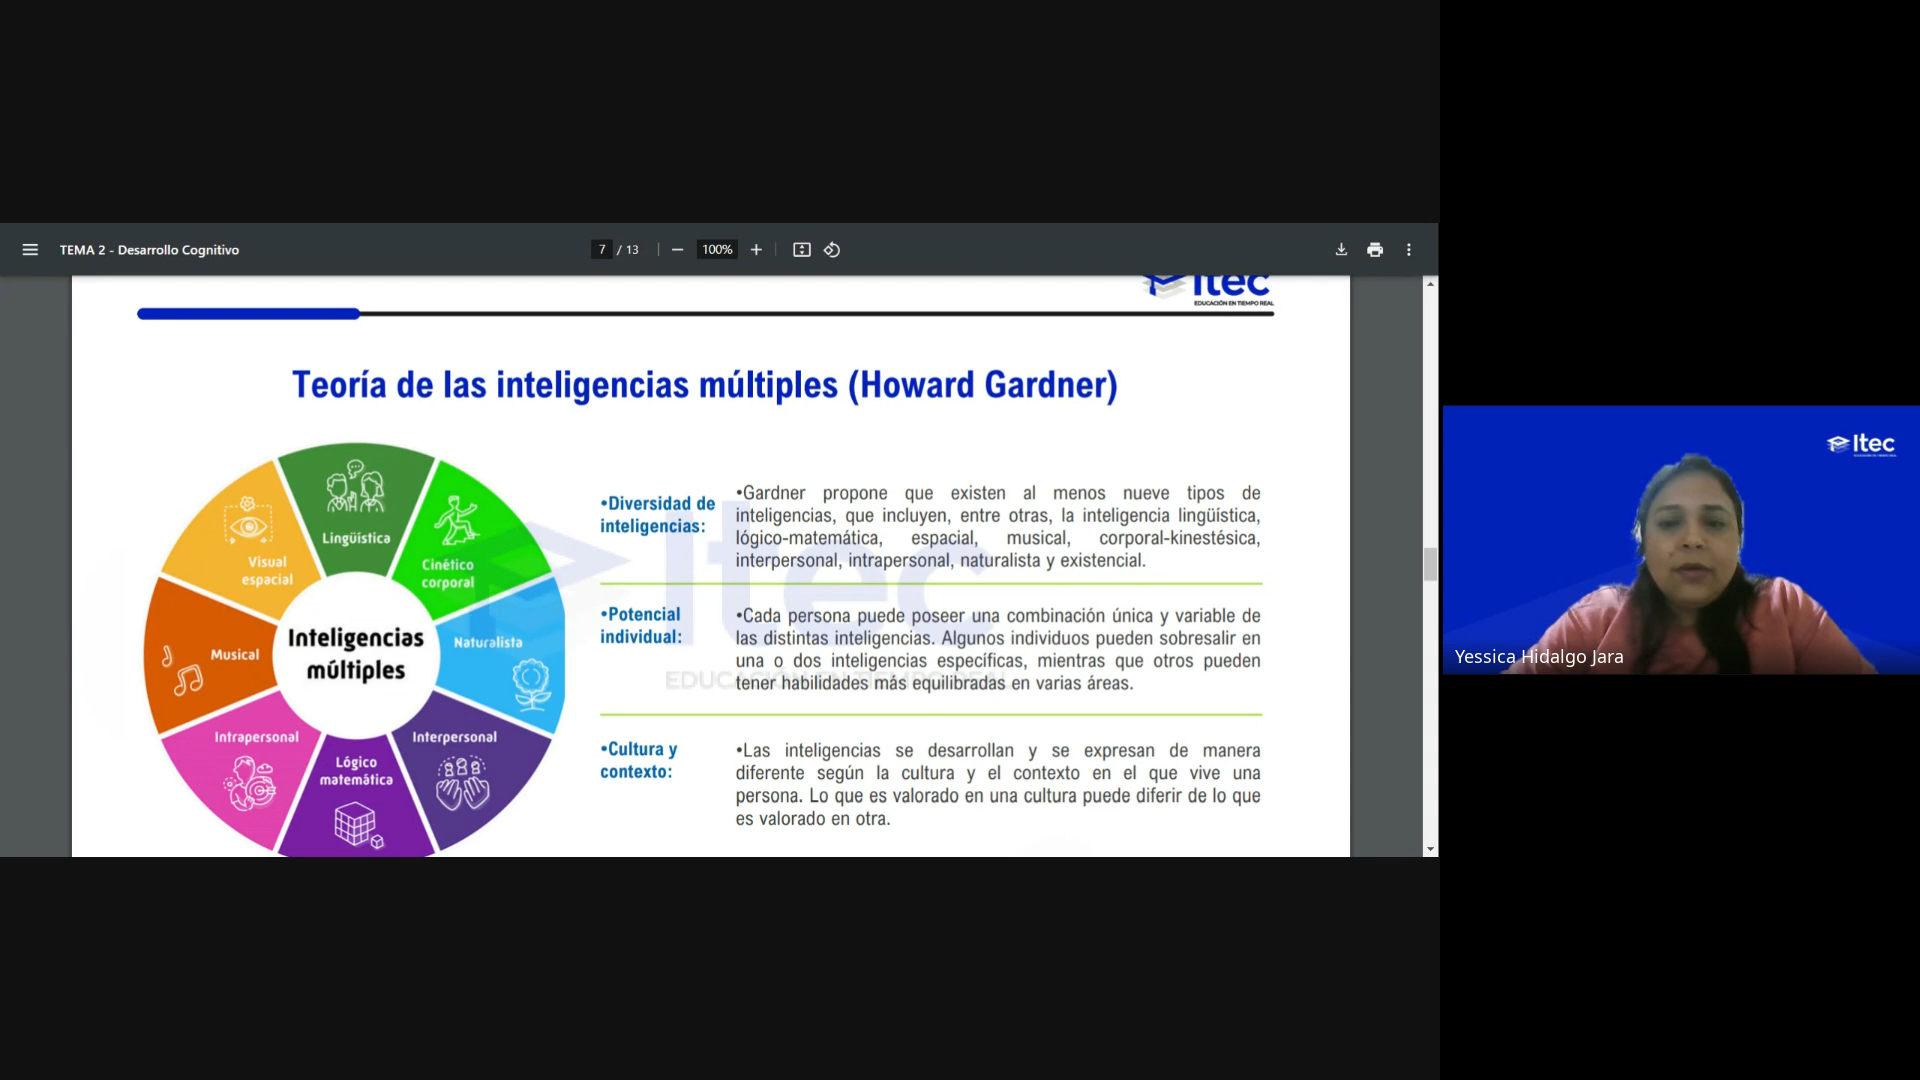 TEMA 2 - Desarrollo Cognitivo
7 / 13
100%
Itec
EDUCACIÓN EN TIEMPO REAL
Teoría de las inteligencias múltiples (Howard Gardner)
Lingüística
Cinético
corporal
Visual
espacial
Naturalista
Musical
Inteligencias
múltiples
Intrapersonal
Interpersonal
Lógico
matemática
•Diversidad de
inteligencias:
•Gardner propone que existen al menos nueve tipos de
inteligencias, que incluyen, entre otras, la inteligencia lingüística,
lógico-matemática, espacial, musical, corporal-kinestésica,
interpersonal, intrapersonal, naturalista y existencial.
•Potencial
individual:
•Cada persona puede poseer una combinación única y variable de
las distintas inteligencias. Algunos individuos pueden sobresalir en
una o dos inteligencias específicas, mientras que otros pueden
tener habilidades más equilibradas en varias áreas.
•Cultura y
contexto:
•Las inteligencias se desarrollan y se expresan de manera
diferente según la cultura y el contexto en el que vive una
persona. Lo que es valorado en una cultura puede diferir de lo que
es valorado en otra.
Itec
EDUCACIÓN EN TIEMPO REAL
Itec
Yessica Hidalgo Jara